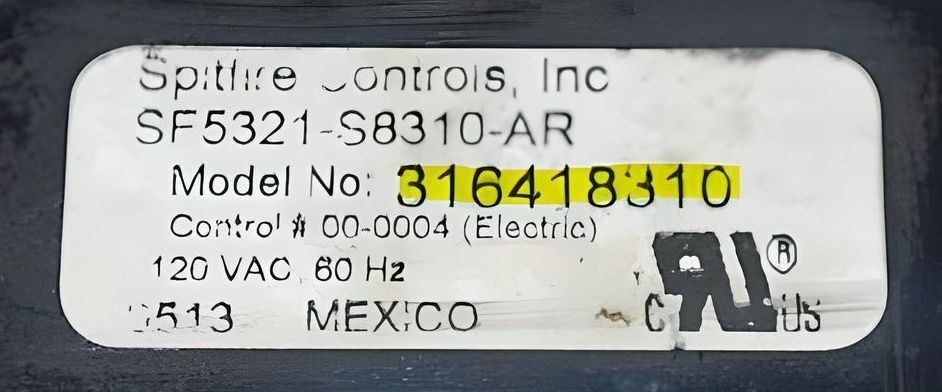 Spitfire Controls, Inc
SF5321-S8310-AR
Model No: 316418310
Control # 00-0004 (Electric)
120 VAC, 60 Hz
MEXICO
C RU ® US